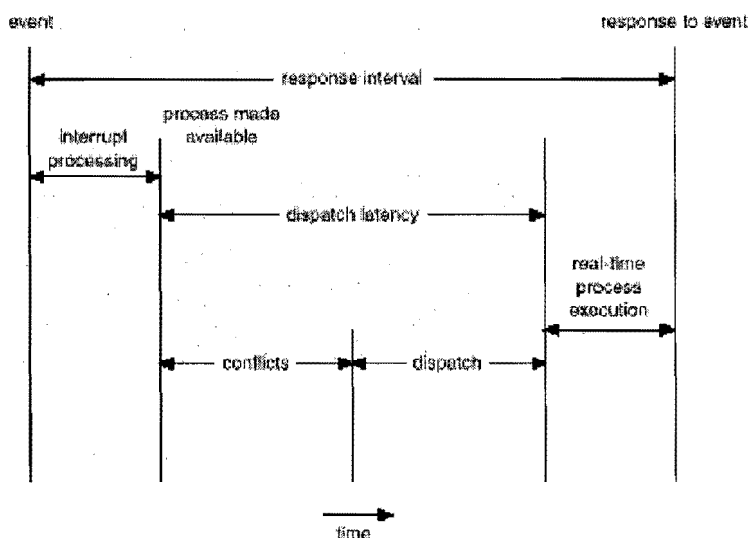 event
response to event
response interval
process made
available
interrupt
processing
dispatch latency
real-time
process
execution
conflicts
dispatch
time